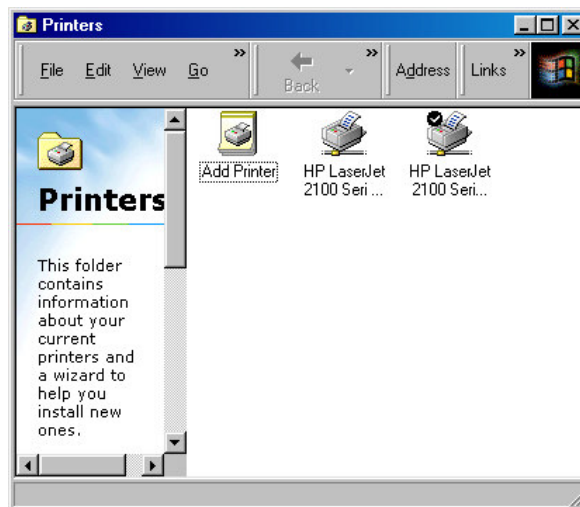 Printers
File Edit View Go » Back » Address Links »
Printers
This folder
contains
information
about your
current
printers and
a wizard to
help you
install new
ones.
Add Printer
HP LaserJet
2100 Seri ...
HP LaserJet
2100 Seri...